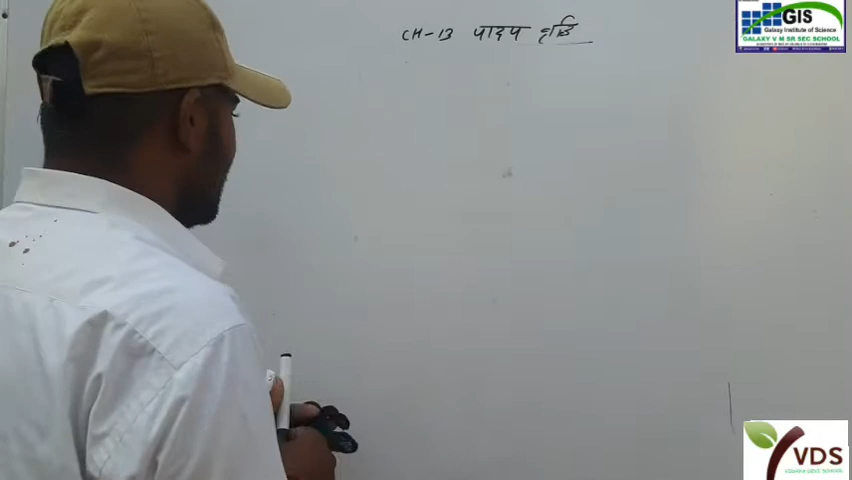 CH-13 पादप वृद्धि
GIS
Galaxy Institute of Science
GALAXY V M SR SEC SCHOOL
VDS